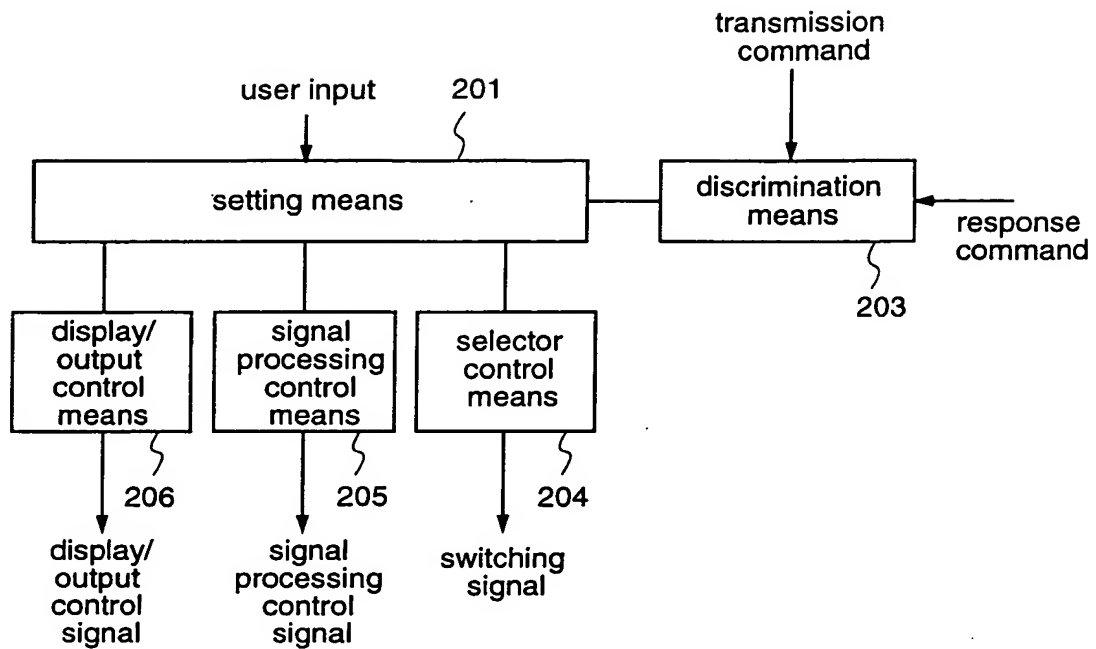 transmission
command
user input
201
setting means
discrimination
means
response
command
203
display/
output
control
means
signal
processing
control
means
selector
control
means
206
205
204
display/
output
control
signal
signal
processing
control
signal
switching
signal